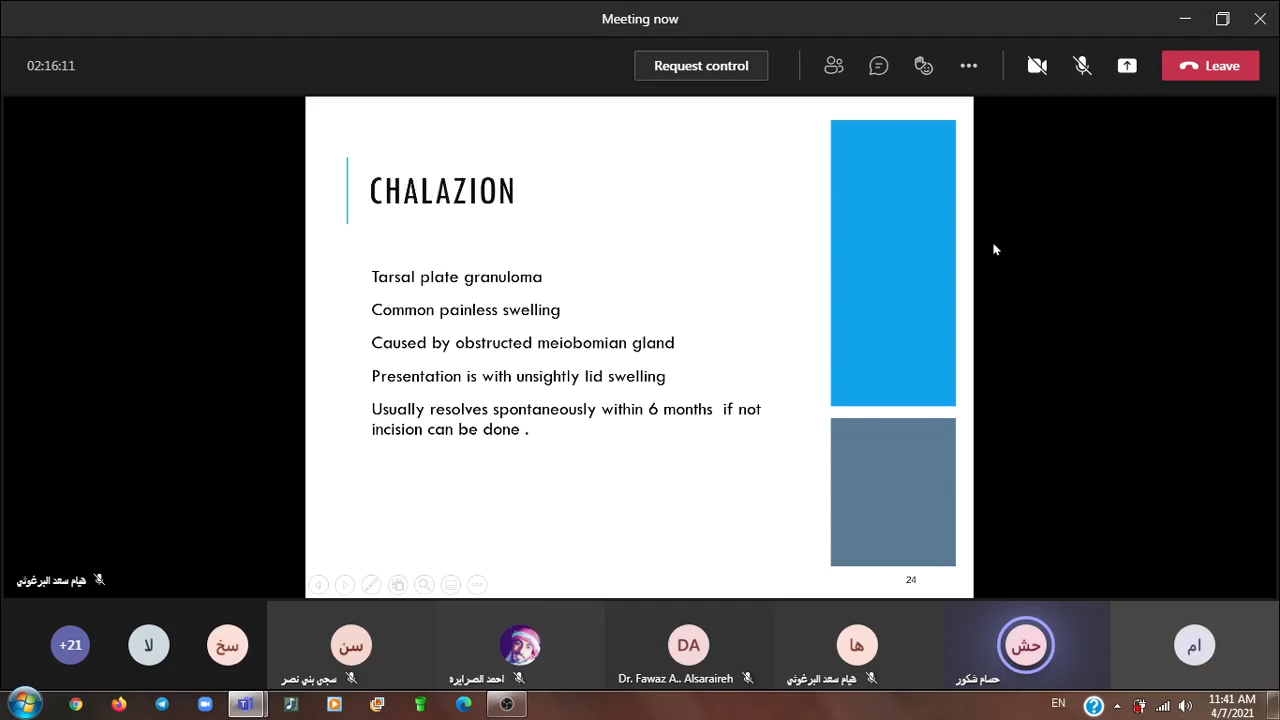 Meeting now
02:16:11
Request control
Leave
CHALAZION
Tarsal plate granuloma
Common painless swelling
Caused by obstructed meiobomian gland
Presentation is with unsightly lid swelling
Usually resolves spontaneously within 6 months if not
incision can be done .
24
هيام سعد البرغوثي
+21
لا
سخ
سن
DA
ها
حش
ام
سجى بني نصر
احمد الصرايره
Dr. Fawaz A.. Alsaraireh
هيام سعد البرغوثي
حسام شكور
EN
11:41 AM
4/7/2021